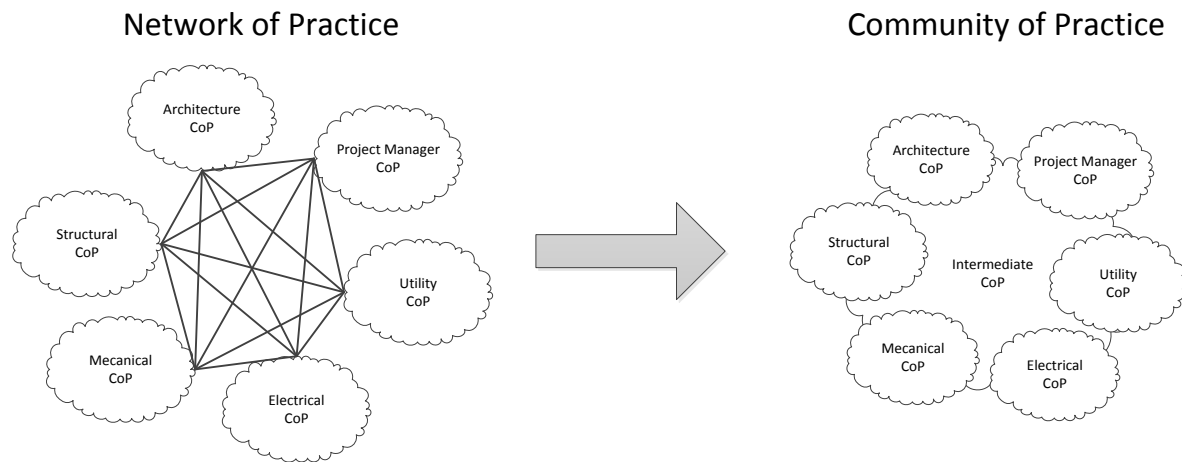 Network of Practice
Architecture
CoP
Project Manager
CoP
Structural
CoP
Utility
CoP
Mecanical
CoP
Electrical
CoP
Community of Practice
Architecture
CoP
Project Manager
CoP
Structural
CoP
Intermediate
CoP
Utility
CoP
Mecanical
CoP
Electrical
CoP